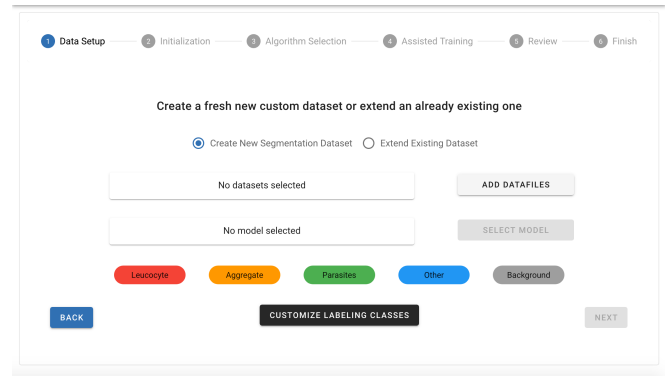 1 Data Setup 2 Initialization 3 Algorithm Selection 4 Assisted Training 5 Review 6 Finish
Create a fresh new custom dataset or extend an already existing one
Create New Segmentation Dataset Extend Existing Dataset
No datasets selected ADD DATAFILES
No model selected SELECT MODEL
Leucocyte Aggregate Parasites Other Background
BACK CUSTOMIZE LABELING CLASSES NEXT